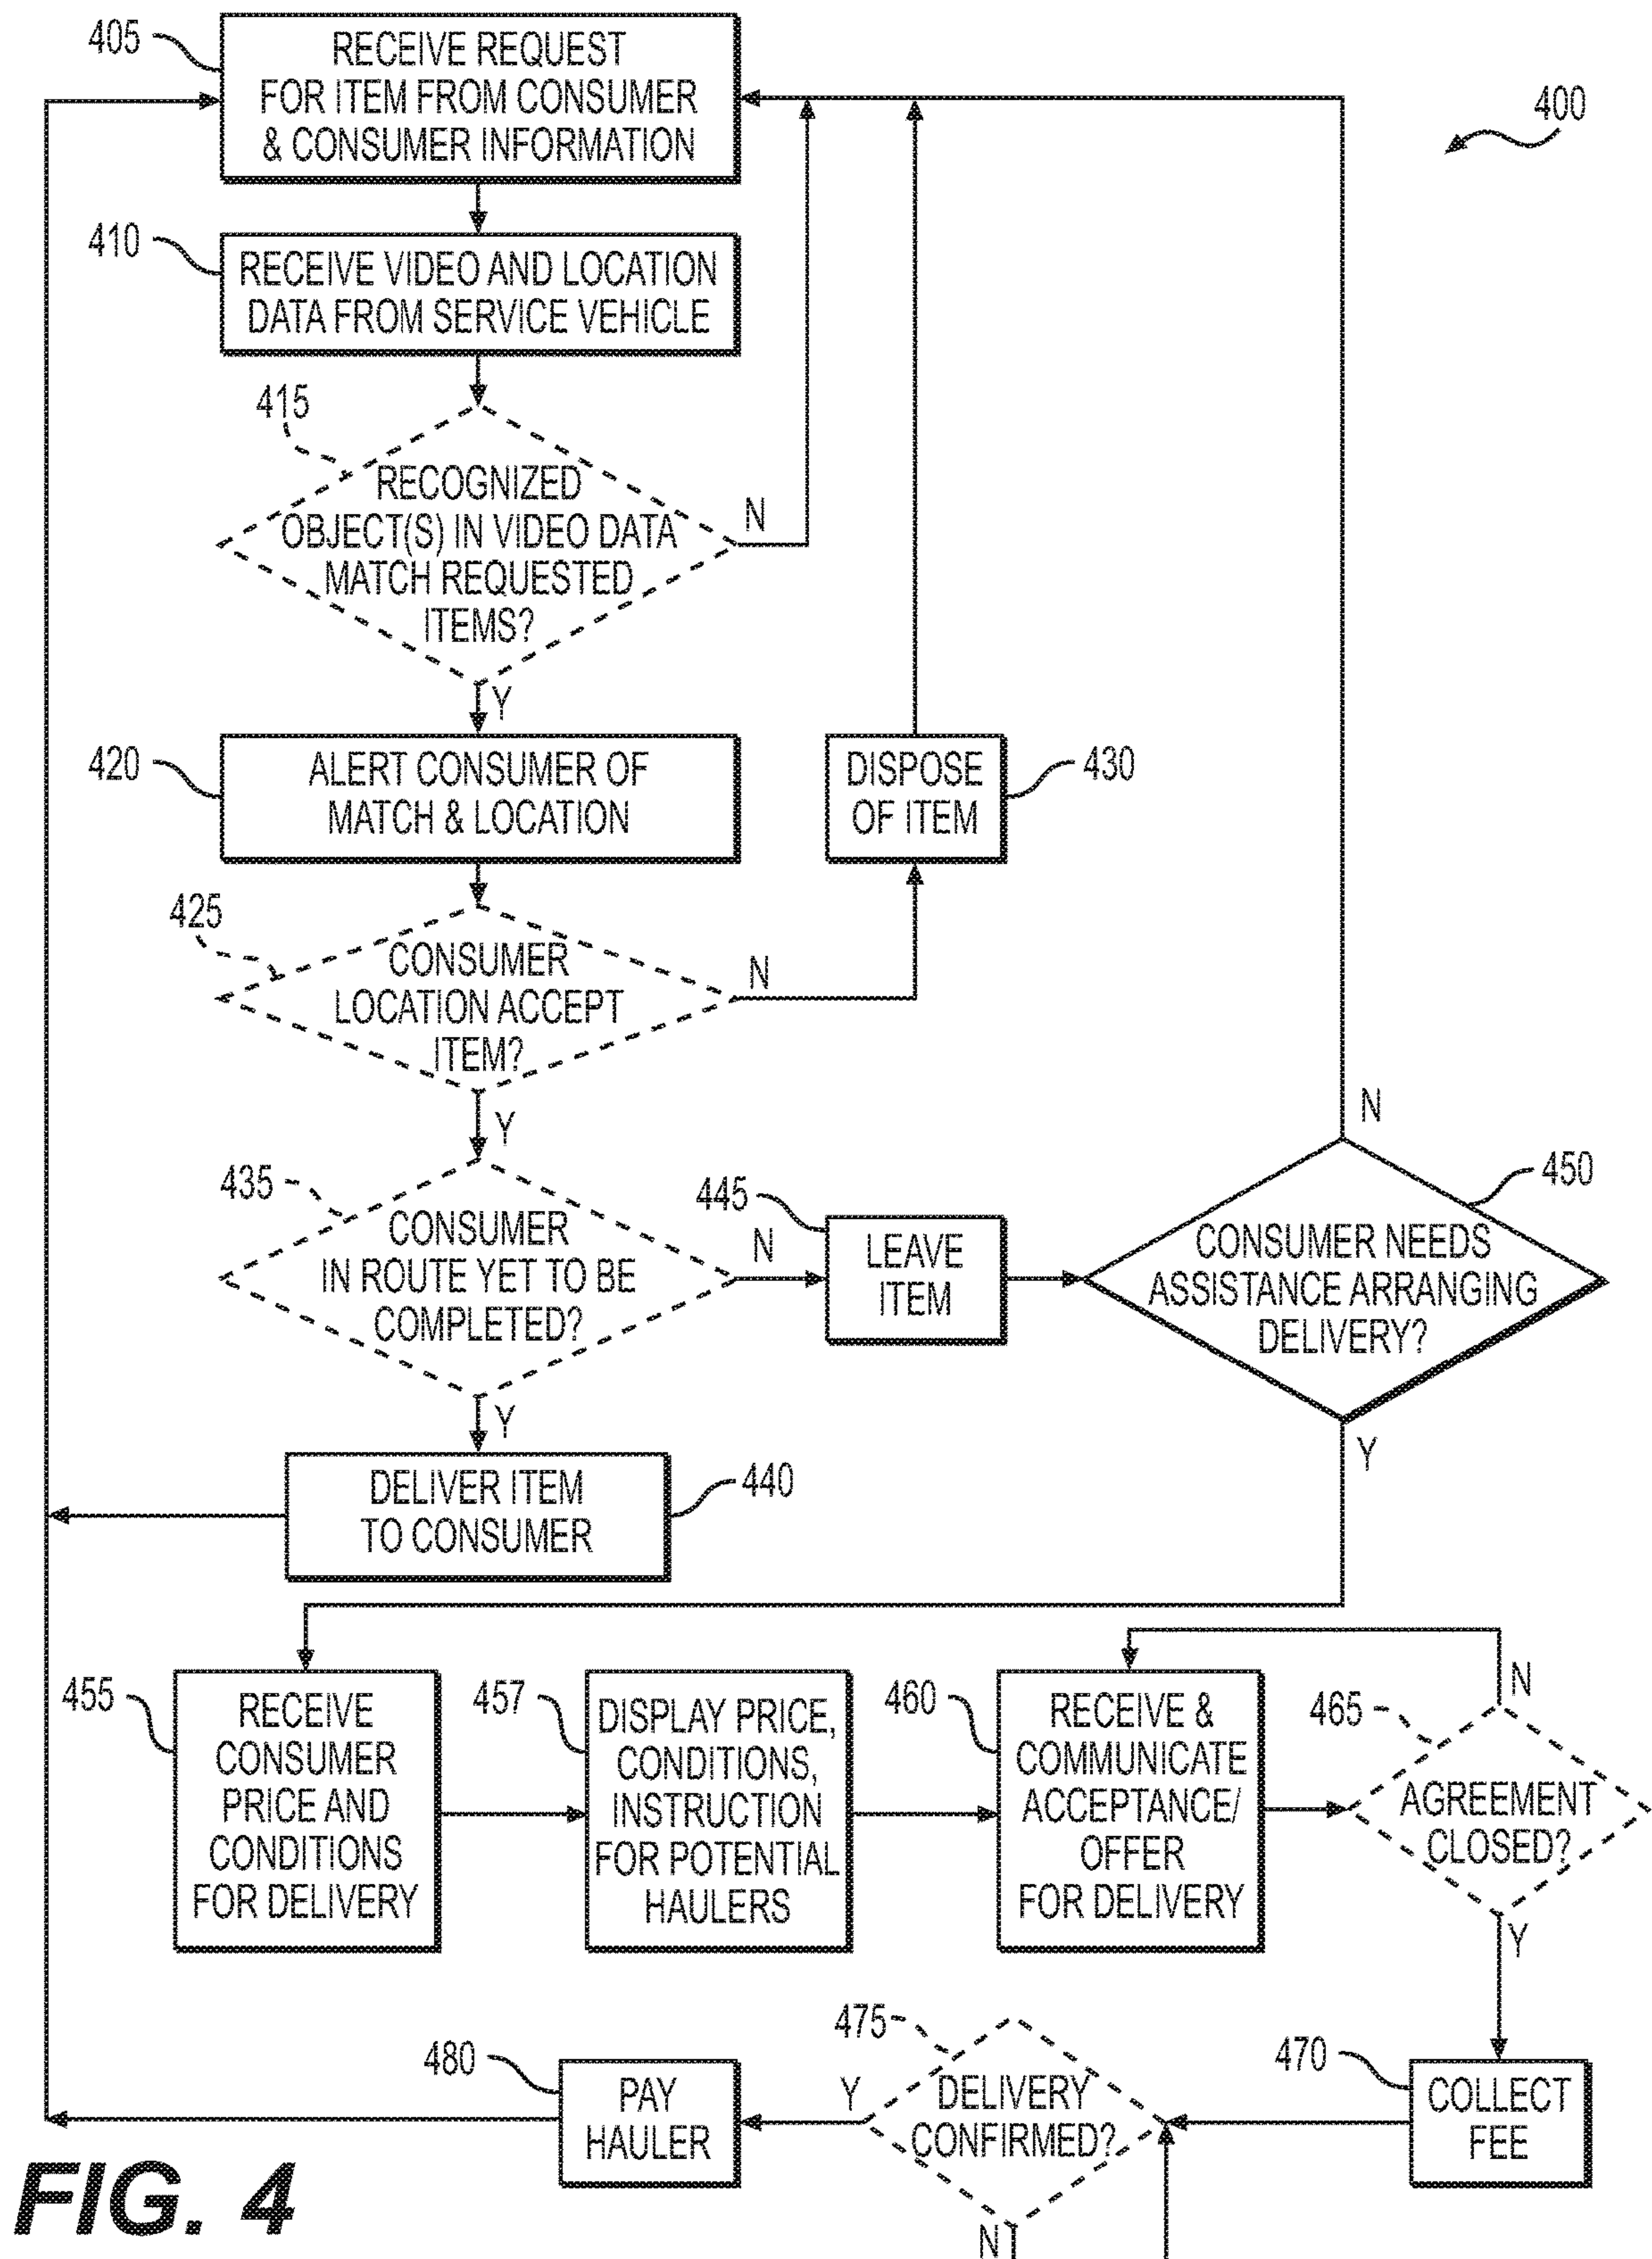 405
RECEIVE REQUEST
FOR ITEM FROM CONSUMER
& CONSUMER INFORMATION
400
410
RECEIVE VIDEO AND LOCATION
DATA FROM SERVICE VEHICLE
415
RECOGNIZED
OBJECT(S) IN VIDEO DATA
MATCH REQUESTED
ITEMS?
N
Y
420
ALERT CONSUMER OF
MATCH & LOCATION
DISPOSE
OF ITEM
430
425
CONSUMER
LOCATION ACCEPT
ITEM?
N
Y
435
CONSUMER
IN ROUTE YET TO BE
COMPLETED?
N
Y
445
LEAVE
ITEM
N
450
CONSUMER NEEDS
ASSISTANCE ARRANGING
DELIVERY?
Y
DELIVER ITEM
TO CONSUMER
440
455
RECEIVE
CONSUMER
PRICE AND
CONDITIONS
FOR DELIVERY
457
DISPLAY PRICE,
CONDITIONS,
INSTRUCTION
FOR POTENTIAL
HAULERS
460
RECEIVE &
COMMUNICATE
ACCEPTANCE/
OFFER
FOR DELIVERY
465
N
AGREEMENT
CLOSED?
Y
470
COLLECT
FEE
475
DELIVERY
CONFIRMED?
Y
N
480
PAY
HAULER
FIG. 4